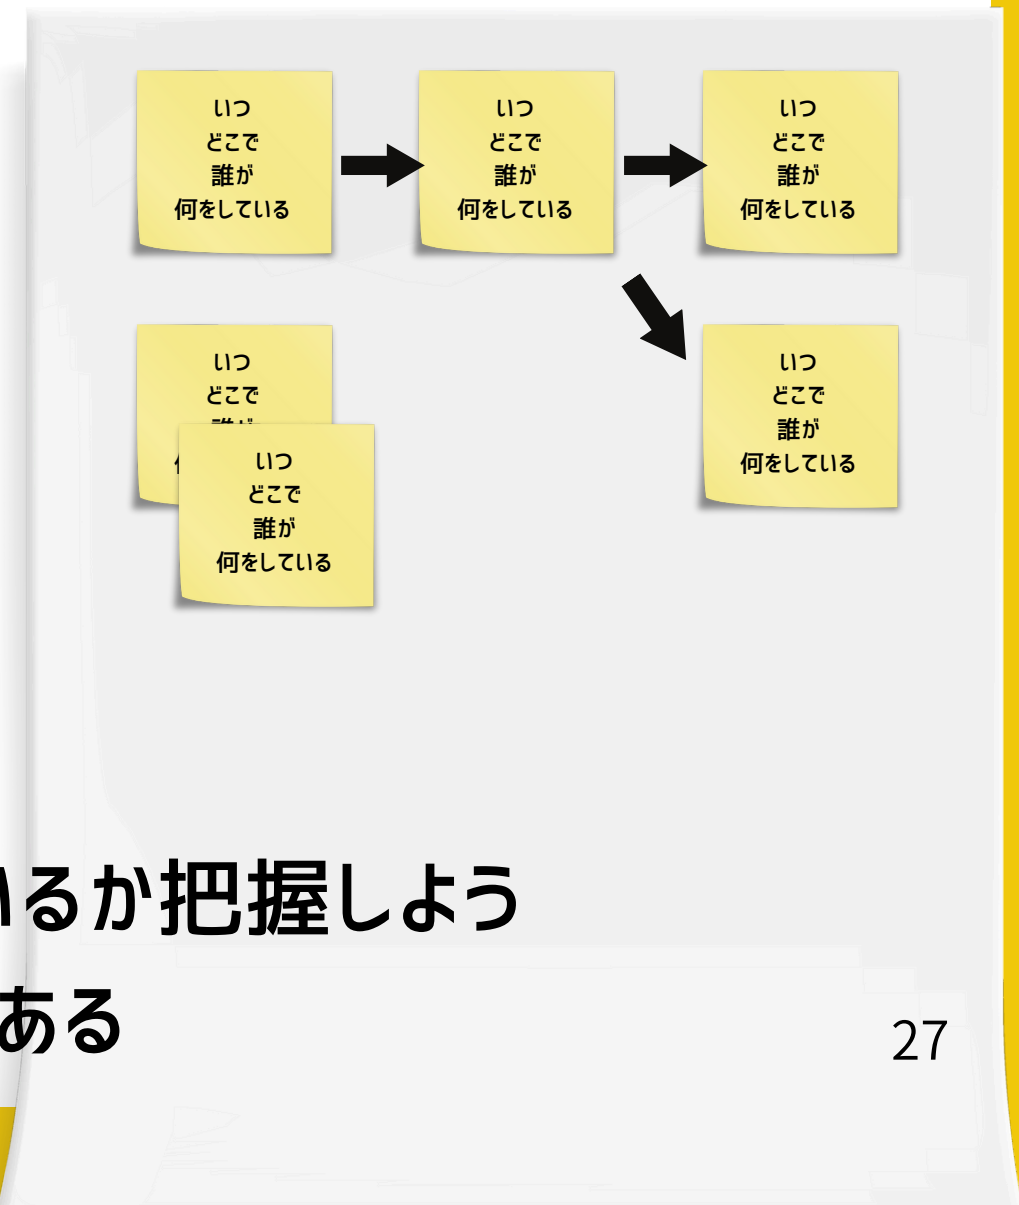 いつ
どこで
誰が
何をしている
いつ
どこで
誰が
何をしている
いつ
どこで
誰が
何をしている
いつ
どこで
いつ
どこで
誰が
何をしている
いつ
どこで
誰が
何をしている
いるか把握しよう
ある
27